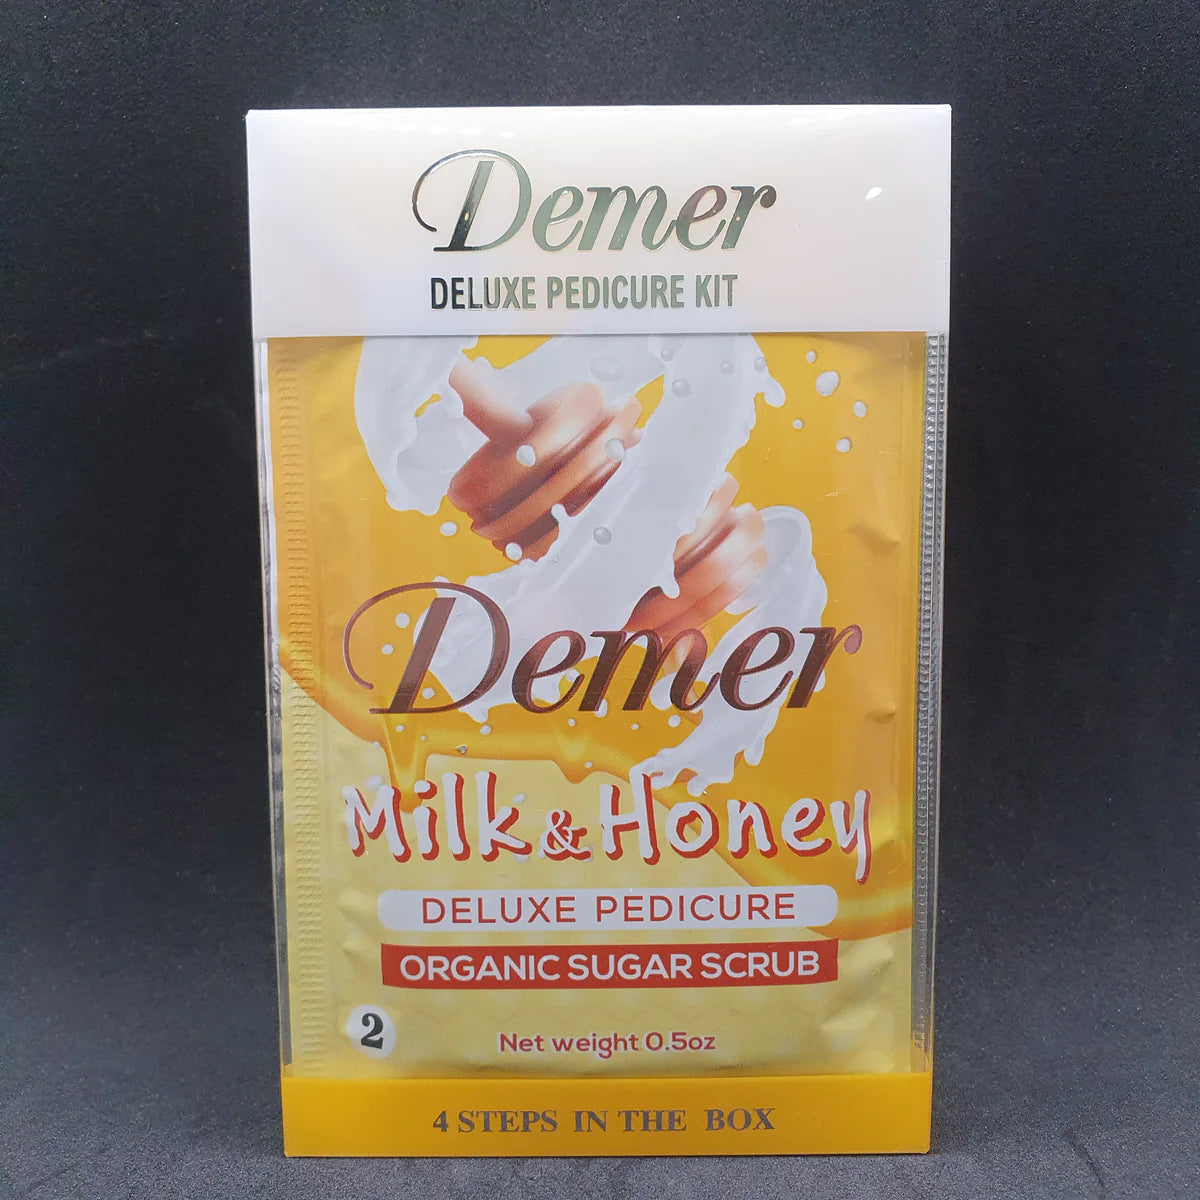 Demer
DELUXE PEDICURE KIT
Demer
Milk & Honey
DELUXE PEDICURE
ORGANIC SUGAR SCRUB
2
Net weight 0.5oz
4 STEPS IN THE BOX